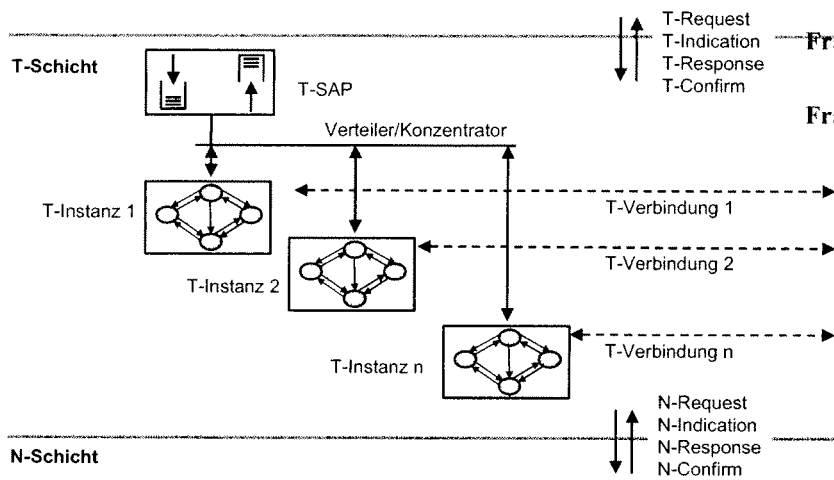 T-Request
T-Indication
T-Response
T-Confirm
T-Schicht
T-SAP
Verteiler/Konzentrator
T-Instanz 1
T-Verbindung 1
T-Instanz 2
T-Verbindung 2
T-Instanz n
T-Verbindung n
N-Request
N-Indication
N-Response
N-Confirm
N-Schicht